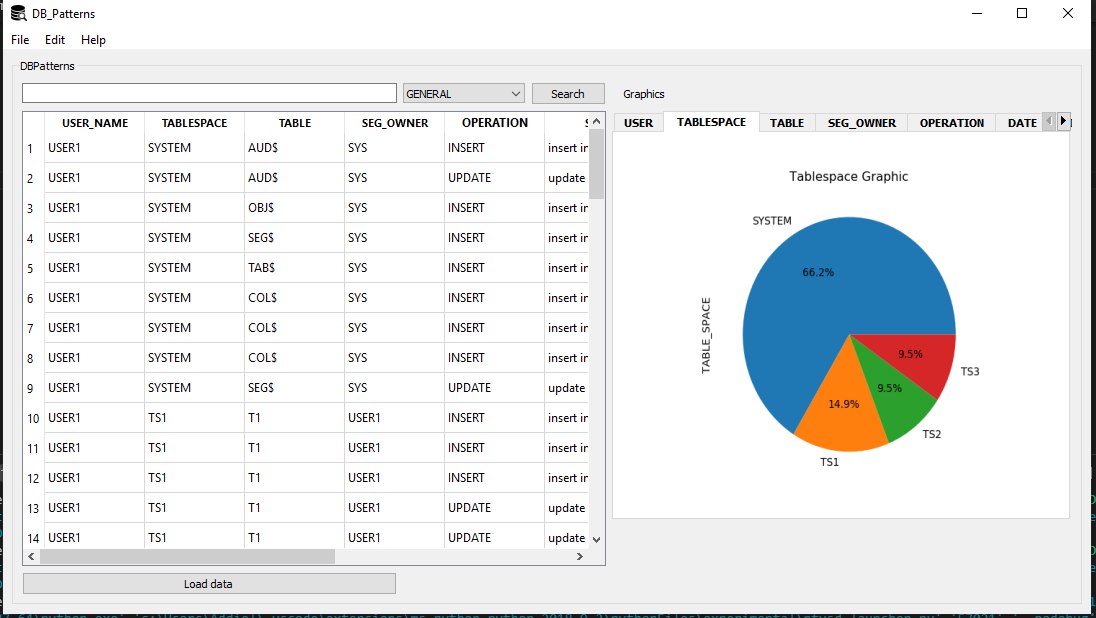 DB_Patterns
File Edit Help
DBPatterns
GENERAL Search Graphics
USER_NAME TABLESPACE TABLE SEG_OWNER OPERATION S
1 USER1 SYSTEM AUD$ SYS INSERT insert in
2 USER1 SYSTEM AUD$ SYS UPDATE update
3 USER1 SYSTEM OBJ$ SYS INSERT insert in
4 USER1 SYSTEM SEG$ SYS INSERT insert in
5 USER1 SYSTEM TAB$ SYS INSERT insert in
6 USER1 SYSTEM COL$ SYS INSERT insert in
7 USER1 SYSTEM COL$ SYS INSERT insert in
8 USER1 SYSTEM COL$ SYS INSERT insert in
9 USER1 SYSTEM SEG$ SYS UPDATE update
10 USER1 TS1 T1 USER1 INSERT insert in
11 USER1 TS1 T1 USER1 INSERT insert in
12 USER1 TS1 T1 USER1 INSERT insert in
13 USER1 TS1 T1 USER1 UPDATE update
14 USER1 TS1 T1 USER1 UPDATE update
Load data
USER TABLESPACE TABLE SEG_OWNER OPERATION DATE
Tablespace Graphic
SYSTEM
66.2%
TABLE_SPACE
9.5%
TS3
9.5%
14.9%
TS2
TS1